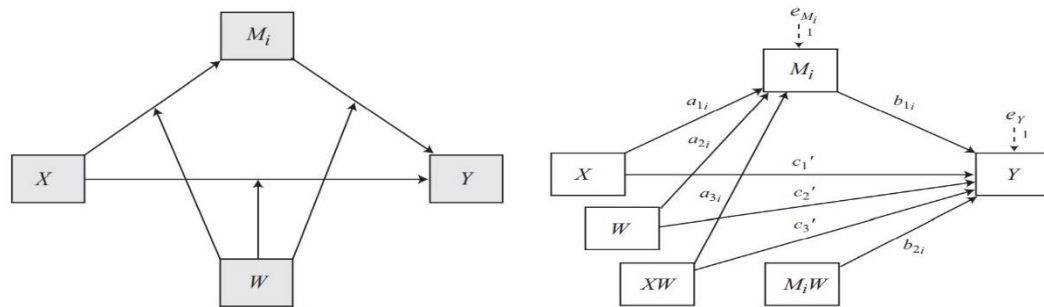 M_i
X
Y
W
e_{M_i}
1
M_i
a_{1i}
b_{1i}
e_Y
1
a_{2i}
X
c_1'
Y
a_{3i}
c_2'
W
c_3'
b_{2i}
XW
M_iW